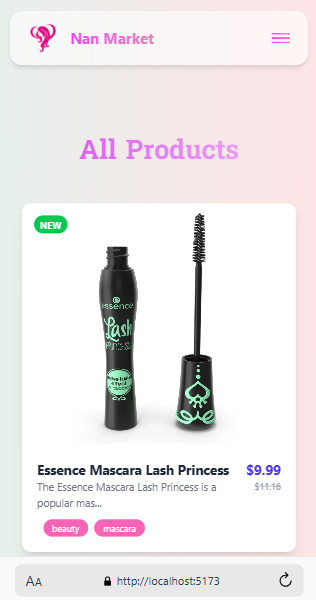 Nan Market
All Products
NEW
essence
Lash
PRINCESS
Essence Mascara Lash Princess
$9.99
The Essence Mascara Lash Princess is a
$11.16
popular mas...
beauty
mascara
AA
http://localhost:5173